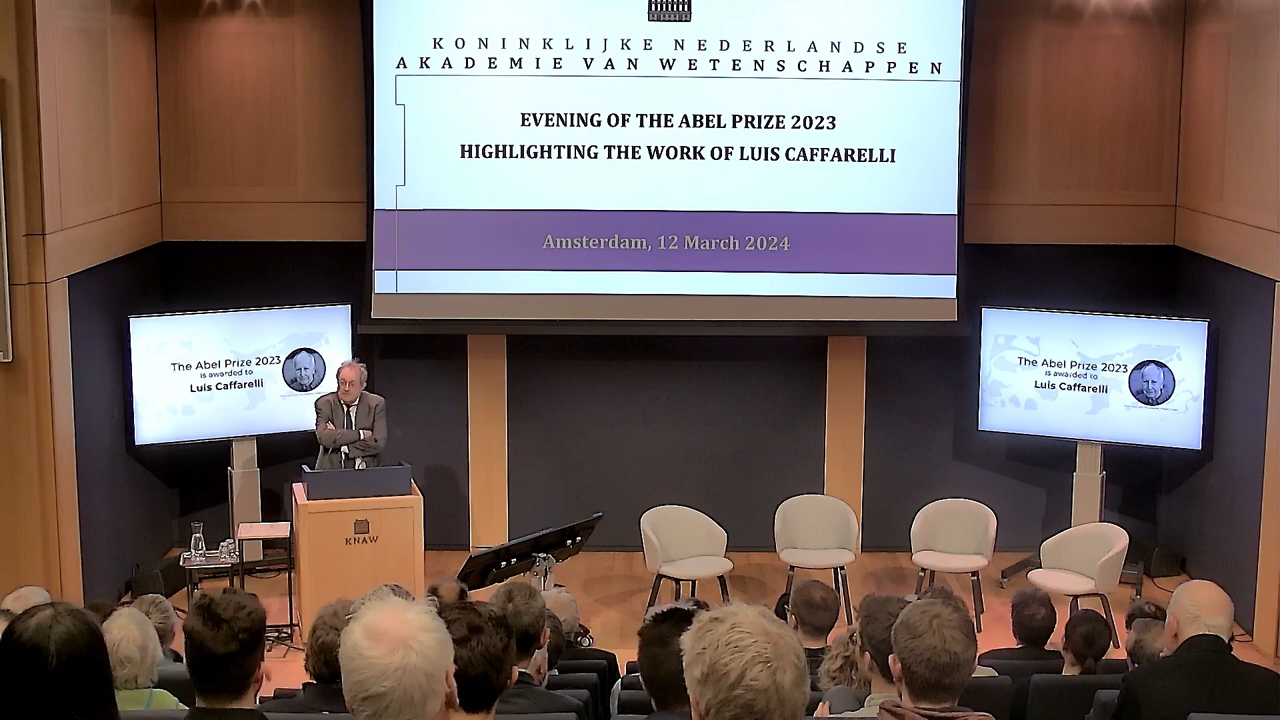 KONINKLIJKE NEDERLANDSE
AKADEMIE VAN WETENSCHAPPEN
EVENING OF THE ABEL PRIZE 2023
HIGHLIGHTING THE WORK OF LUIS CAFFARELLI
Amsterdam, 12 March 2024
The Abel Prize 2023
is awarded to
Luis Caffarelli
The Abel Prize 2023
is awarded to
Luis Caffarelli
KNAW